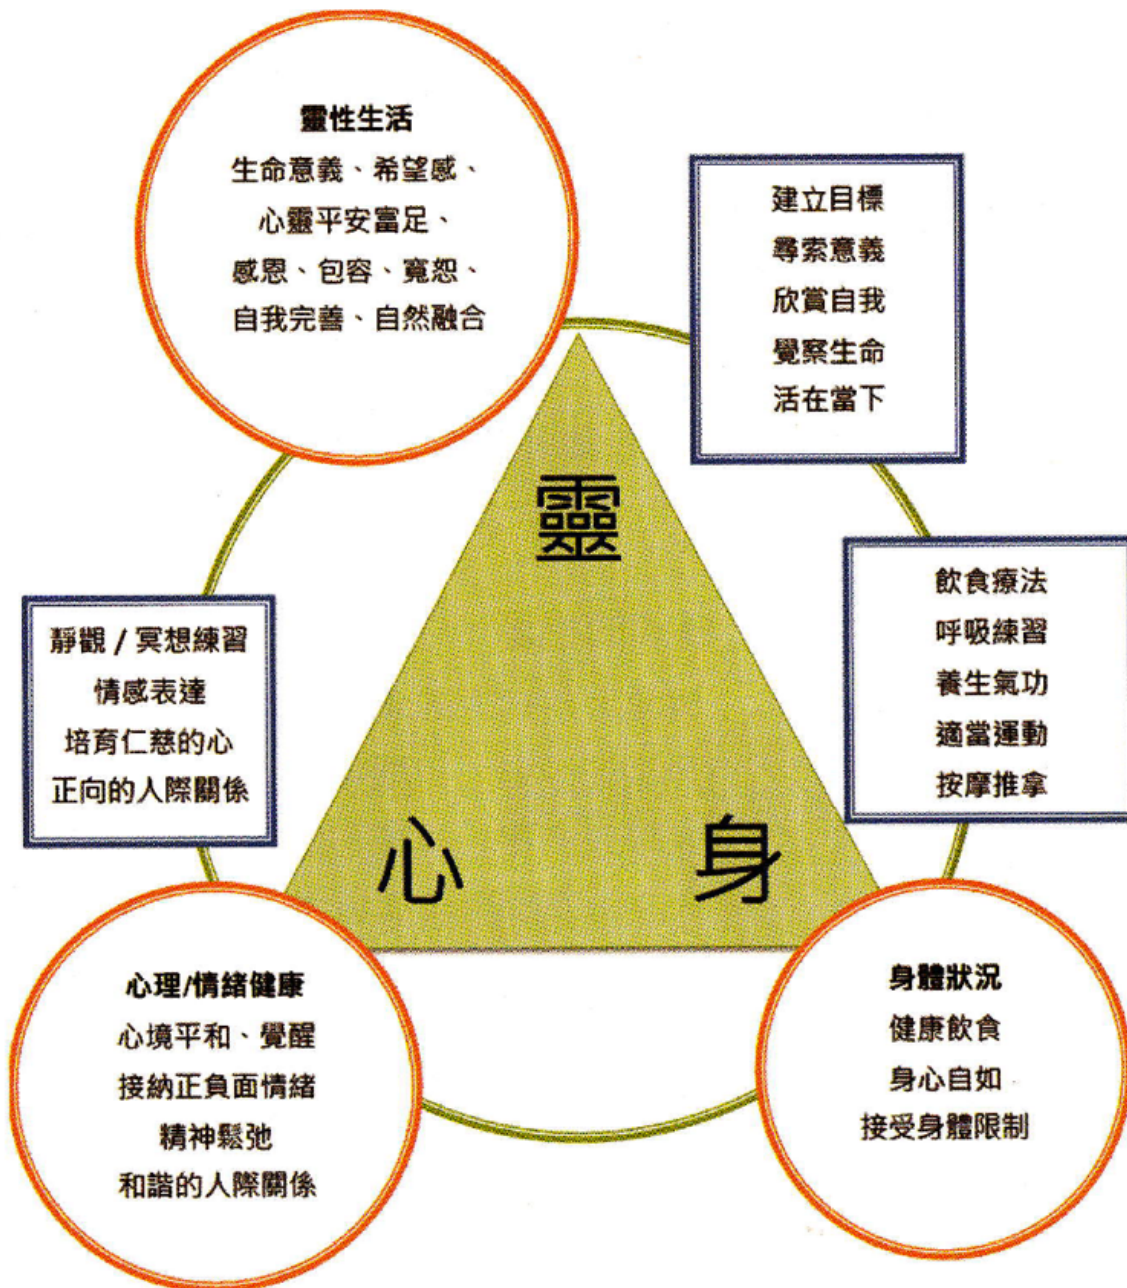 靈性生活
生命意義、希望感、
心靈平安富足、
感恩、包容、寬恕、
自我完善、自然融合
建立目標
尋索意義
欣賞自我
覺察生命
活在當下
靈
飲食療法
呼吸練習
養生氣功
適當運動
按摩推拿
靜觀 / 冥想練習
情感表達
培育仁慈的心
正向的人際關係
心
身
心理/情緒健康
心境平和、覺醒
接納正負面情緒
精神鬆弛
和諧的人際關係
身體狀況
健康飲食
身心自如
接受身體限制